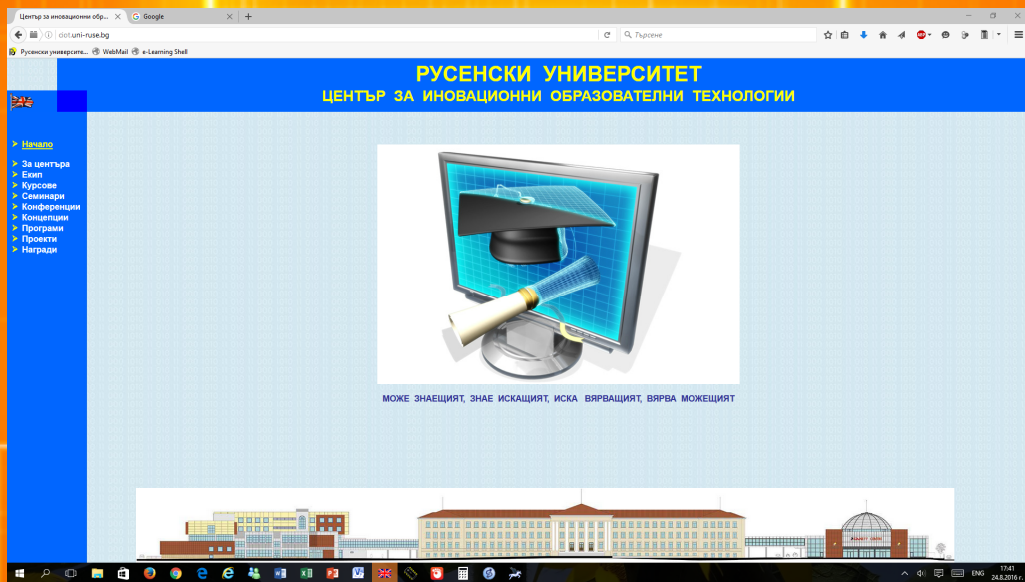 Център за иновационни обр...
Google
ciot.uni-ruse.bg
Търсене
Русенски университе...
WebMail
e-Learning Shell
РУСЕНСКИ УНИВЕРСИТЕТ
ЦЕНТЪР ЗА ИНОВАЦИОННИ ОБРАЗОВАТЕЛНИ ТЕХНОЛОГИИ
Начало
За центъра
Екип
Курсове
Семинари
Конференции
Концепции
Програми
Проекти
Награди
МОЖЕ ЗНАЕЩИЯТ, ЗНАЕ ИСКАЩИЯТ, ИСКА ВЯРВАЩИЯТ, ВЯРВА МОЖЕЩИЯТ
ENG
17:41
24.8.2016 г.